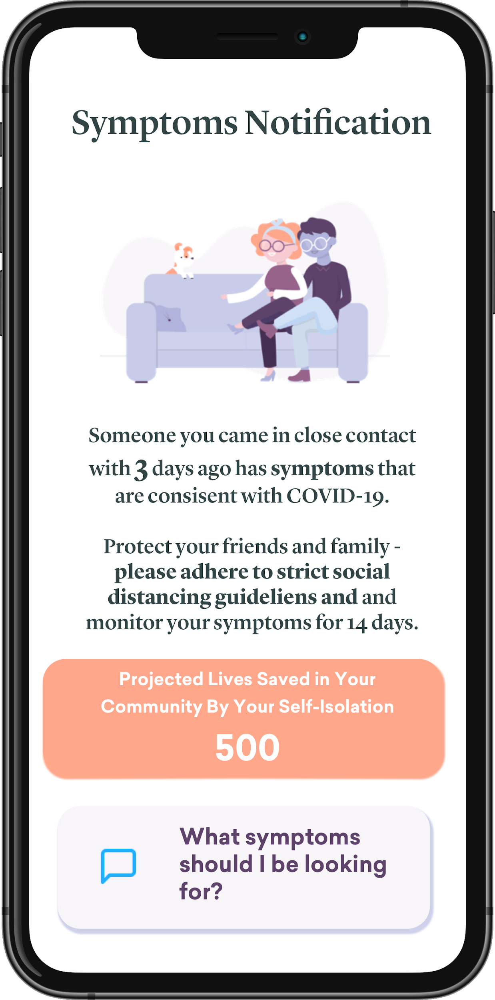 Symptoms Notification
Someone you came in close contact
with 3 days ago has symptoms that
are consisent with COVID-19.
Protect your friends and family -
please adhere to strict social
distancing guideliens and and
monitor your symptoms for 14 days.
Projected Lives Saved in Your
Community By Your Self-Isolation
500
What symptoms
should I be looking
for?